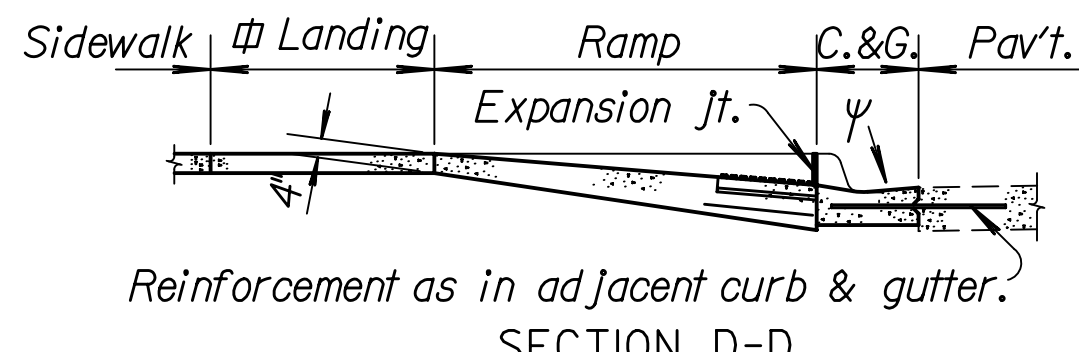 Sidewalk
Φ Landing
Ramp
C.&G.
Pav't.
Expansion jt.
ψ
4"
Reinforcement as in adjacent curb & gutter.
SECTION D-D